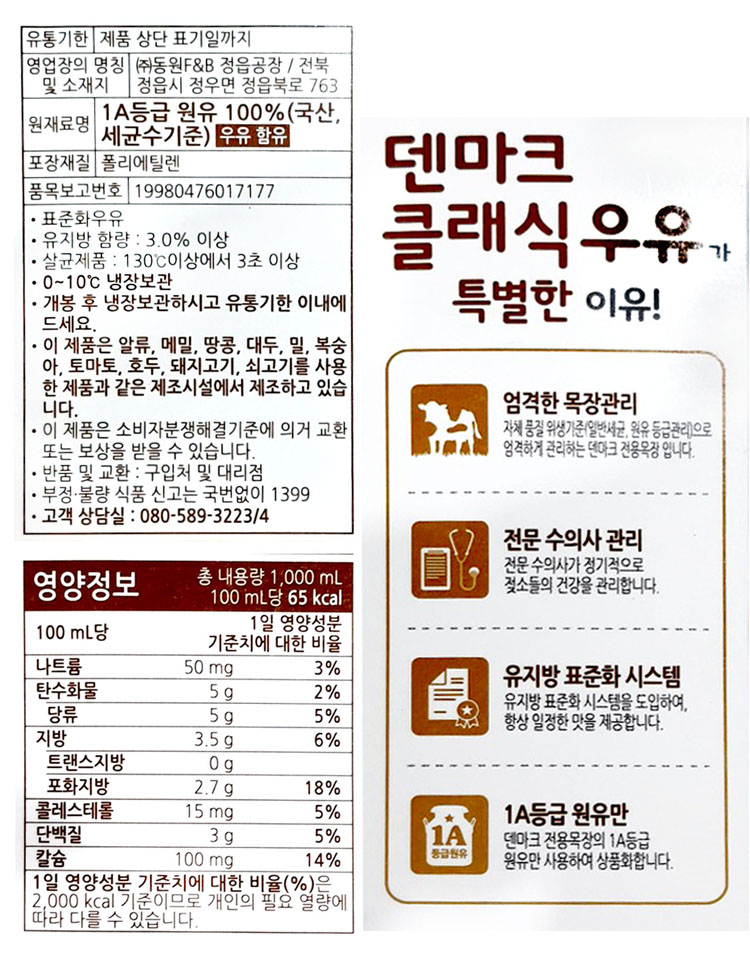 유통기한 제품 상단 표기일까지
영업장의 명칭 및 소재지 ㈜동원F&B 정읍공장 / 전북
정읍시 정우면 정읍북로 763
원재료명 1A등급 원유 100%(국산,
세균수기준) 우유 함유
포장재질 폴리에틸렌
품목보고번호 19980476017177
• 표준화우유
• 유지방 함량 : 3.0% 이상
• 살균제품 : 130℃이상에서 3초 이상
• 0~10℃ 냉장보관
• 개봉 후 냉장보관하시고 유통기한 이내에
드세요.
• 이 제품은 알류, 메밀, 땅콩, 대두, 밀, 복숭
아, 토마토, 호두, 돼지고기, 쇠고기를 사용
한 제품과 같은 제조시설에서 제조하고 있습
니다.
• 이 제품은 소비자분쟁해결기준에 의거 교환
또는 보상을 받을 수 있습니다.
• 반품 및 교환 : 구입처 및 대리점
• 부정·불량 식품 신고는 국번없이 1399
• 고객 상담실 : 080-589-3223/4
영양정보
총 내용량 1,000 mL
100 mL당 65 kcal
100 mL당
1일 영양성분
기준치에 대한 비율
나트륨 50 mg 3%
탄수화물 5 g 2%
당류 5 g 5%
지방 3.5 g 6%
트랜스지방 0 g
포화지방 2.7 g 18%
콜레스테롤 15 mg 5%
단백질 3 g 5%
칼슘 100 mg 14%
1일 영양성분 기준치에 대한 비율(%)은
2,000 kcal 기준이므로 개인의 필요 열량에
따라 다를 수 있습니다.
덴마크
클래식 우유가
특별한 이유!
엄격한 목장관리
자체 품질 위생기준(일반세균, 원유 등급관리)으로
엄격하게 관리하는 덴마크 전용목장 입니다.
전문 수의사 관리
전문 수의사가 정기적으로
젖소들의 건강을 관리합니다.
유지방 표준화 시스템
유지방 표준화 시스템을 도입하여,
항상 일정한 맛을 제공합니다.
1A
등급원유
1A등급 원유만
덴마크 전용목장의 1A등급
원유만 사용하여 상품화합니다.